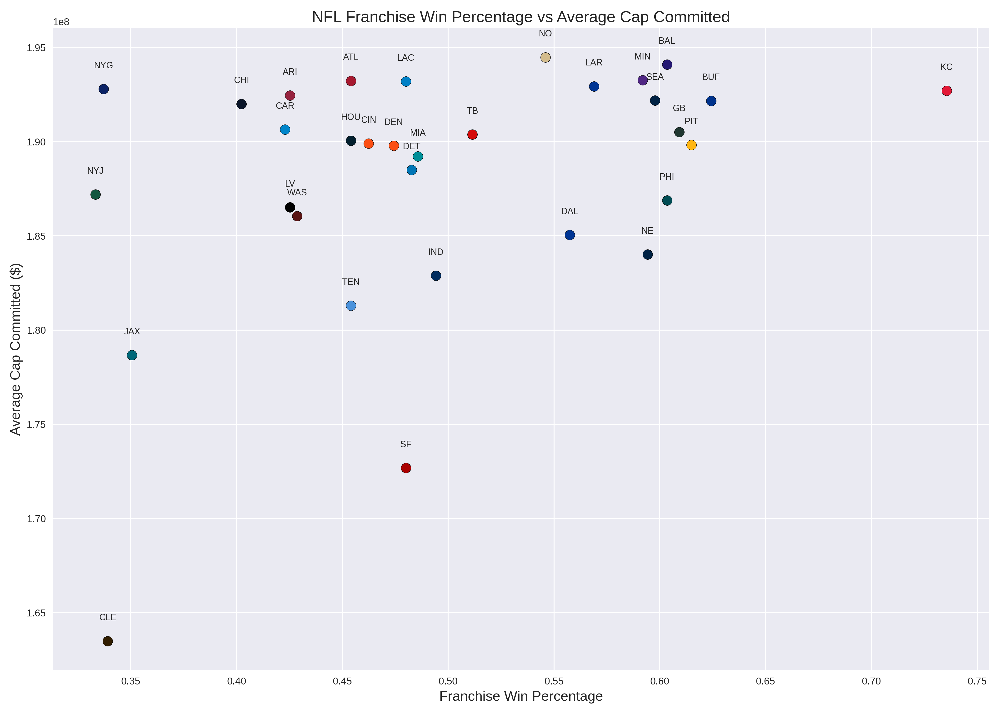 NFL Franchise Win Percentage vs Average Cap Committed
1e8
NO
BAL
1.95
ATL
LAC
MIN
LAR
NYG
KC
ARI
SEA
BUF
CHI
CAR
GB
TB
HOU
CIN
DEN
PIT
MIA
1.90
DET
NYJ
PHI
LV
WAS
DAL
NE
1.85
IND
TEN
JAX
1.80
Average Cap Committed ($)
1.75
SF
1.70
1.65
CLE
0.35 0.40 0.45 0.50 0.55 0.60 0.65 0.70 0.75
Franchise Win Percentage